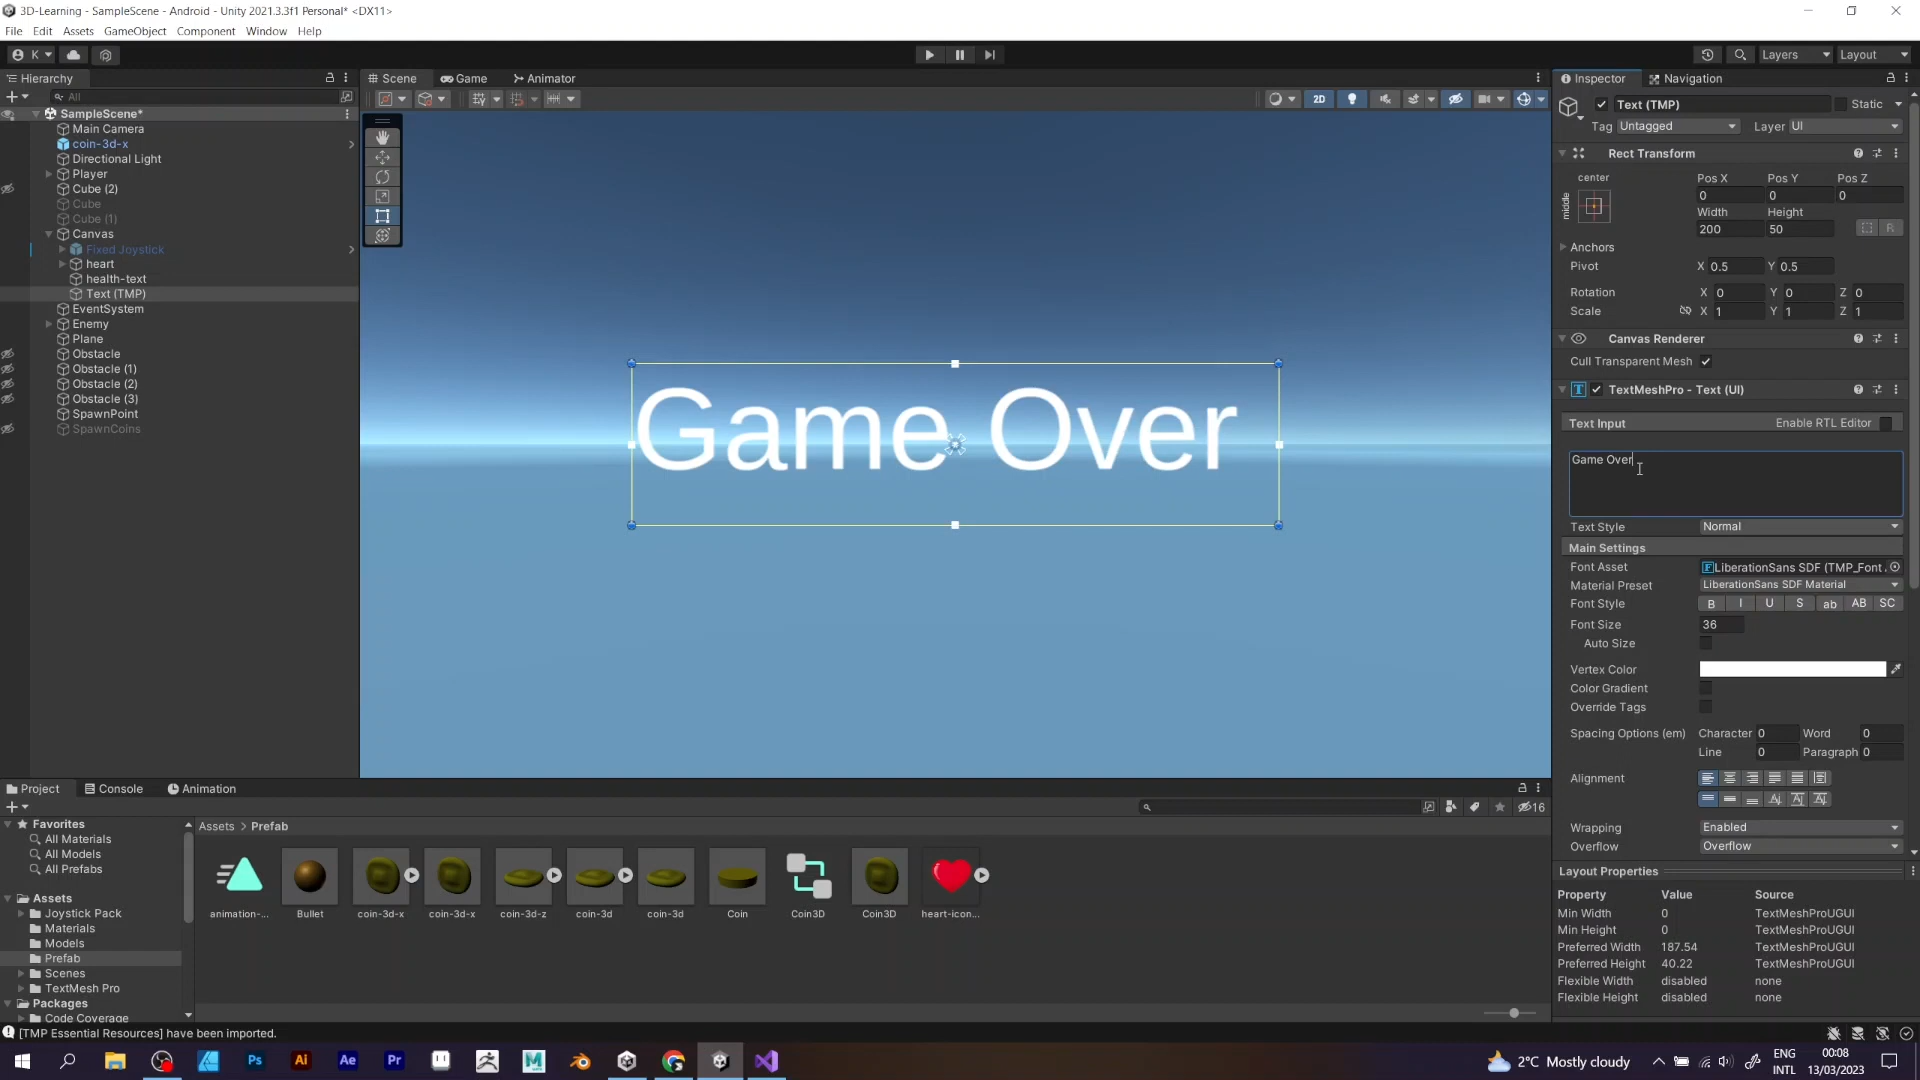 3D-Learning - SampleScene - Android - Unity 2021.3.3f1 Personal* <DX11>
File Edit Assets GameObject Component Window Help
K
Layers Layout
Hierarchy
Scene Game Animator
Inspector Navigation
All
2D
SampleScene*
Main Camera
coin-3d-x
Directional Light
Player
Cube (2)
Cube
Cube (1)
Canvas
Fixed Joystick
heart
health-text
Text (TMP)
EventSystem
Enemy
Plane
Obstacle
Obstacle (1)
Obstacle (2)
Obstacle (3)
SpawnPoint
SpawnCoins
Game Over
Text (TMP) Static
Tag Untagged Layer UI
Rect Transform
center Pos X Pos Y Pos Z
middle 0 0 0
Width Height
200 50 R
Anchors
Pivot X 0.5 Y 0.5
Rotation X 0 Y 0 Z 0
Scale X 1 Y 1 Z 1
Canvas Renderer
Cull Transparent Mesh
TextMeshPro - Text (UI)
Text Input Enable RTL Editor
Game Over
Text Style Normal
Main Settings
Font Asset LiberationSans SDF (TMP_Font
Material Preset LiberationSans SDF Material
Font Style B I U S ab AB SC
Font Size 36
Auto Size
Vertex Color
Color Gradient
Override Tags
Spacing Options (em) Character 0 Word 0
Line 0 Paragraph 0
Alignment
Wrapping Enabled
Overflow Overflow
Layout Properties
Property Value Source
Min Width 0 TextMeshProUGUI
Min Height 0 TextMeshProUGUI
Preferred Width 187.54 TextMeshProUGUI
Preferred Height 40.22 TextMeshProUGUI
Flexible Width disabled none
Flexible Height disabled none
Project Console Animation
16
Favorites
All Materials
All Models
All Prefabs
Assets
Joystick Pack
Materials
Models
Prefab
Scenes
TextMesh Pro
Packages
Code Coverage
Assets > Prefab
animation-... Bullet coin-3d-x coin-3d-x coin-3d-z coin-3d coin-3d Coin Coin3D Coin3D heart-icon...
[TMP Essential Resources] have been imported.
Ps Ai Ae Pr
2°C Mostly cloudy
ENG
INTL
00:08
13/03/2023